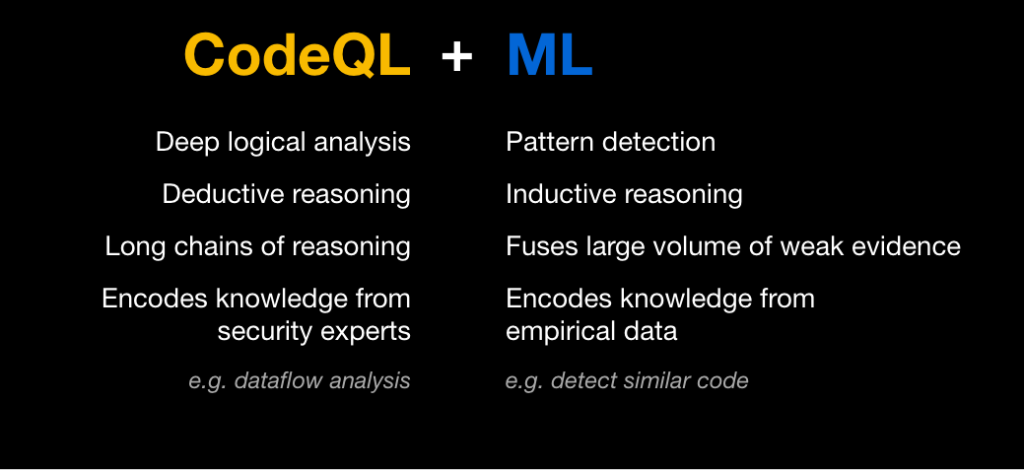 CodeQL + ML
Deep logical analysis
Pattern detection
Deductive reasoning
Inductive reasoning
Long chains of reasoning
Fuses large volume of weak evidence
Encodes knowledge from
security experts
Encodes knowledge from
empirical data
e.g. dataflow analysis
e.g. detect similar code